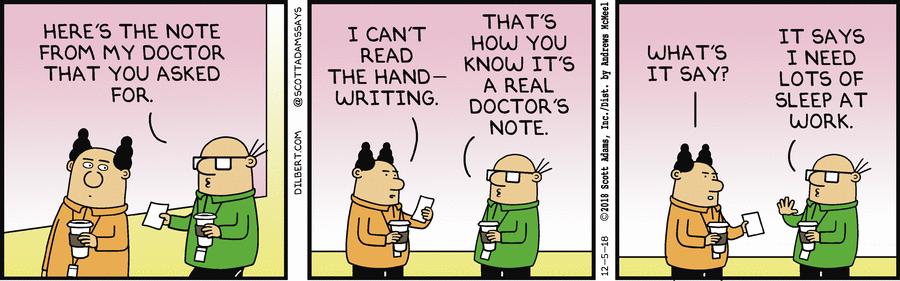 HERE'S THE NOTE
FROM MY DOCTOR
THAT YOU ASKED
FOR.
DILBERT.COM @SCOTTADAMSSAYS
I CAN'T
READ
THE HAND–
WRITING.
THAT'S
HOW YOU
KNOW IT'S
A REAL
DOCTOR'S
NOTE.
12-5-18 ©2018 Scott Adams, Inc./Dist. by Andrews McMeel
WHAT'S
IT SAY?
IT SAYS
I NEED
LOTS OF
SLEEP AT
WORK.